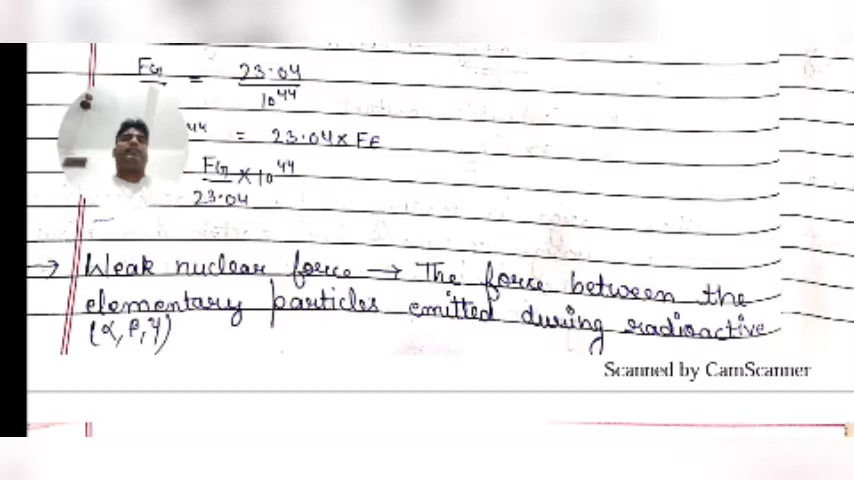 FG = 23.04
10^44
44 = 23.04 x FE
FG x 10^44
23.04
→ Weak nuclear force → The force between the
elementary particles emitted during radioactive
(α, β, γ)
Scanned by CamScanner